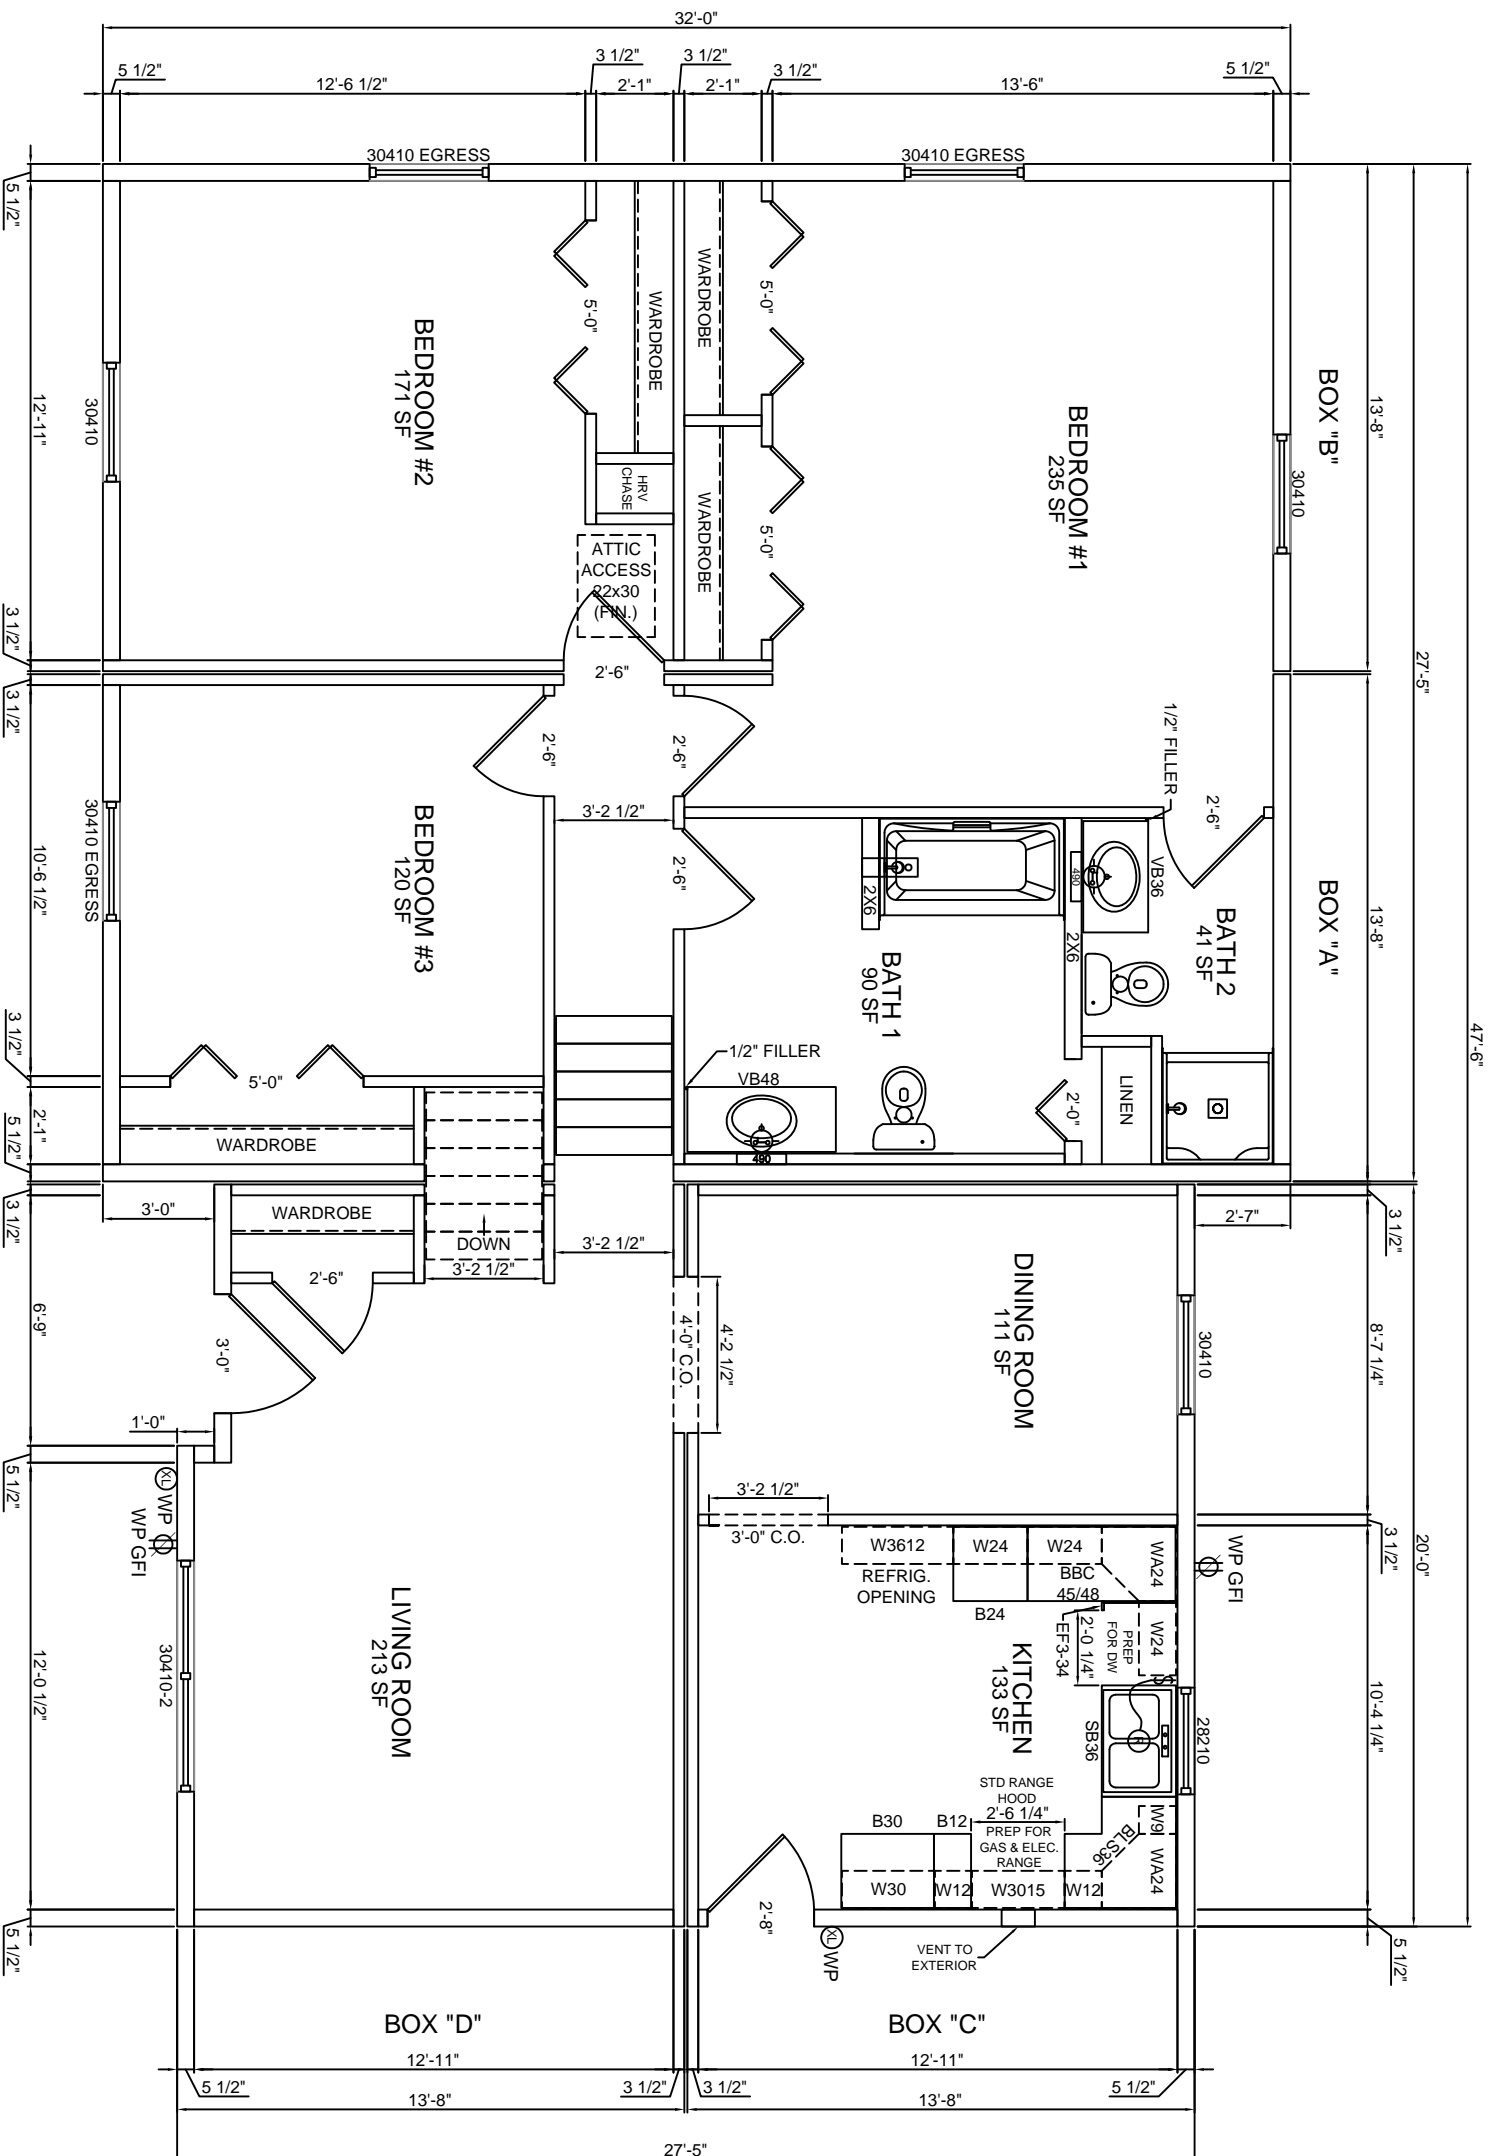 32'-0"
5 1/2"
12'-6 1/2"
3 1/2"
2'-1"
3 1/2"
2'-1"
3 1/2"
13'-6"
5 1/2"
30410 EGRESS
30410 EGRESS
5 1/2"
12'-11"
3 1/2"
3 1/2"
10'-6 1/2"
3 1/2"
2'-1"
5 1/2"
3 1/2"
6'-9"
5 1/2"
12'-0 1/2"
5 1/2"
BOX "B"
13'-8"
27'-5"
47'-6"
BOX "A"
13'-8"
BEDROOM #2
171 SF
30410
5'-0"
WARDROBE
WARDROBE
5'-0"
HRV
CHASE
WARDROBE
5'-0"
ATTIC
ACCESS
22x30
(FIN.)
BEDROOM #1
235 SF
30410
2'-6"
2'-6"
2'-6"
3'-2 1/2"
2'-6"
1/2" FILLER
2'-6"
VB36
490
2X6
2X6
BATH 2
41 SF
BATH 1
90 SF
BEDROOM #3
120 SF
30410 EGRESS
5'-0"
WARDROBE
1/2" FILLER
VB48
490
2'-0"
LINEN
3'-0"
WARDROBE
2'-6"
DOWN
3'-2 1/2"
3'-2 1/2"
3'-0"
1'-0"
4'-0" C.O.
4'-2 1/2"
DINING ROOM
111 SF
30410
2'-7"
3 1/2"
8'-7 1/4"
3 1/2"
20'-0"
10'-4 1/4"
5 1/2"
3'-2 1/2"
3'-0" C.O.
XL WP
WP GFI
WP GFI
30410-2
LIVING ROOM
213 SF
W3612
W24
W24
WA24
REFRIG.
OPENING
BBC
45/48
B24
EF3-34
2'-0 1/4"
PREP
FOR DW
W24
S
KITCHEN
133 SF
SB36
R
28210
STD RANGE
HOOD
2'-6 1/4"
PREP FOR
GAS & ELEC.
RANGE
B30
B12
BLS36
W9
WA24
W30
W12
W3015
W12
2'-8"
XL WP
VENT TO
EXTERIOR
BOX "D"
BOX "C"
12'-11"
12'-11"
5 1/2"
3 1/2"
3 1/2"
5 1/2"
13'-8"
13'-8"
27'-5"